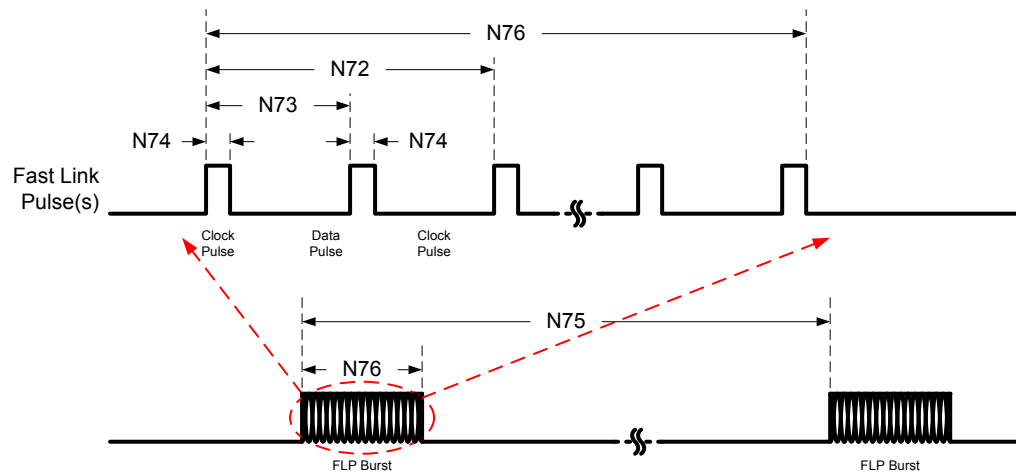 N76
N72
N73
N74
N74
Fast Link
Pulse(s)
Clock
Pulse
Data
Pulse
Clock
Pulse
N75
N76
FLP Burst
FLP Burst